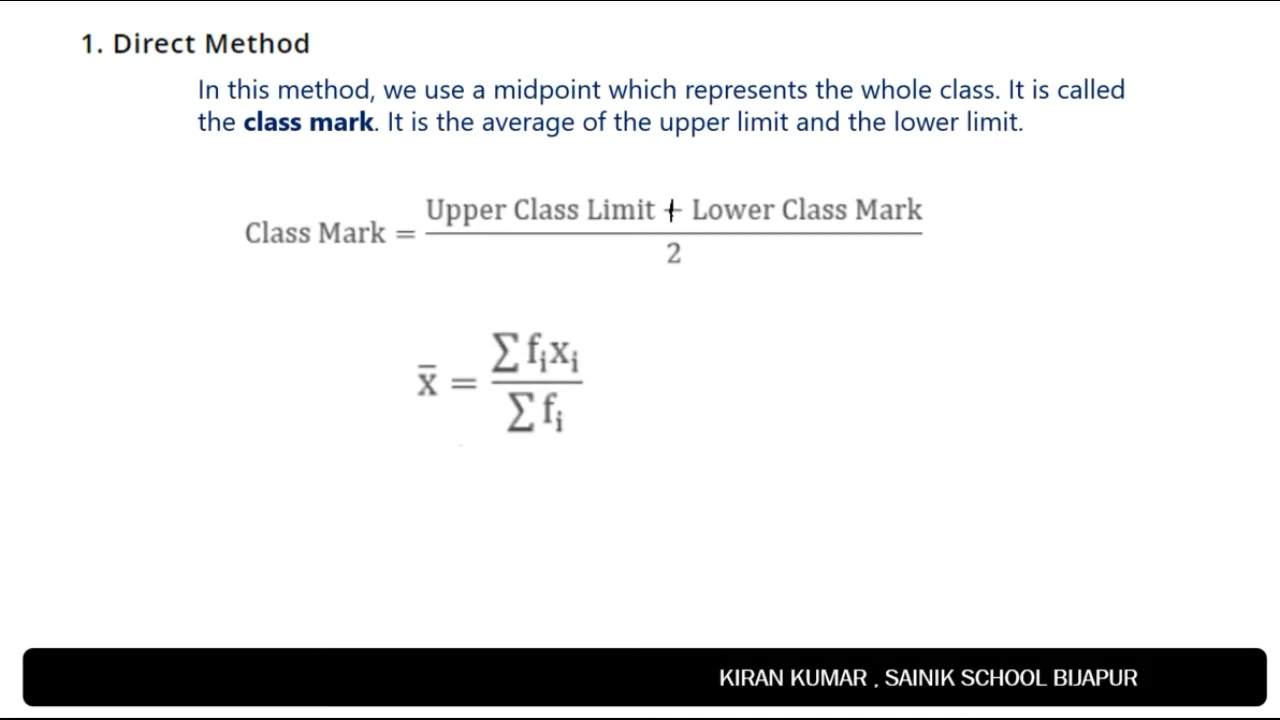 1. Direct Method
In this method, we use a midpoint which represents the whole class. It is called
the class mark. It is the average of the upper limit and the lower limit.
Class Mark = (Upper Class Limit + Lower Class Mark) / 2
x̄ = ∑ fᵢxᵢ / ∑ fᵢ
KIRAN KUMAR , SAINIK SCHOOL BIJAPUR